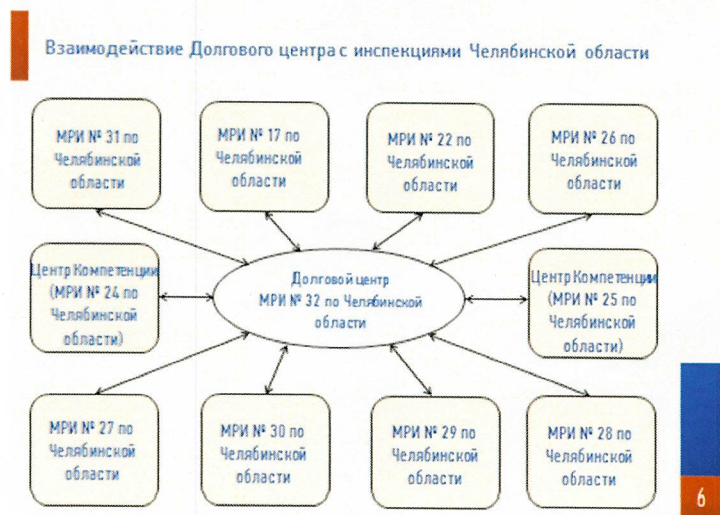 Взаимодействие Долгового центра с инспекциями Челябинской области
МРИ № 31 по
Челябинской
области
МРИ № 17 по
Челябинской
области
МРИ № 22 по
Челябинской
области
МРИ № 26 по
Челябинской
области
Центр Компетенции
(МРИ № 24 по
Челябинской
области)
Долговой центр
МРИ № 32 по Челябинской
области
Центр Компетенции
(МРИ № 25 по
Челябинской
области)
МРИ № 27 по
Челябинской
области
МРИ № 30 по
Челябинской
области
МРИ № 29 по
Челябинской
области
МРИ № 28 по
Челябинской
области
6